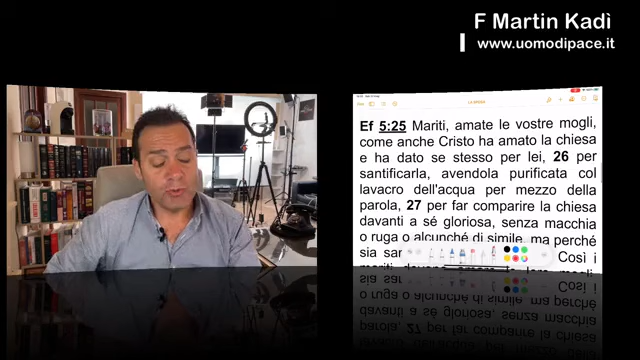 F Martin Kadì
www.uomodipace.it
LA SPOSA
Ef 5:25 Mariti, amate le vostre mogli,
come anche Cristo ha amato la chiesa
e ha dato se stesso per lei, 26 per
santificarla, avendola purificata col
lavacro dell'acqua per mezzo della
parola, 27 per far comparire la chiesa
davanti a sé gloriosa, senza macchia
o ruga o alcunché di simile, ma perché
sia Così i